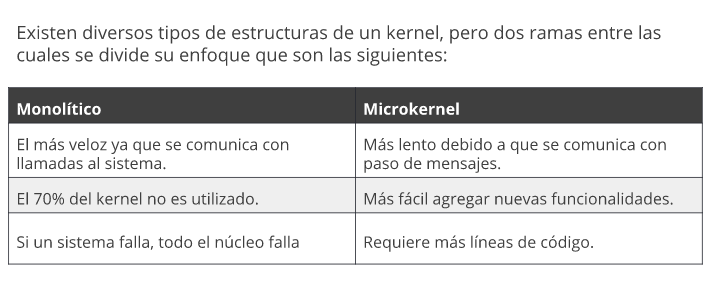 Existen diversos tipos de estructuras de un kernel, pero dos ramas entre las
cuales se divide su enfoque que son las siguientes:
Monolítico
Microkernel
El más veloz ya que se comunica con
llamadas al sistema.
Más lento debido a que se comunica con
paso de mensajes.
El 70% del kernel no es utilizado.
Más fácil agregar nuevas funcionalidades.
Si un sistema falla, todo el núcleo falla
Requiere más líneas de código.